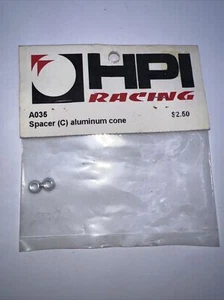 HPI
RACING
A035
Spacer (C) aluminum cone $2.50